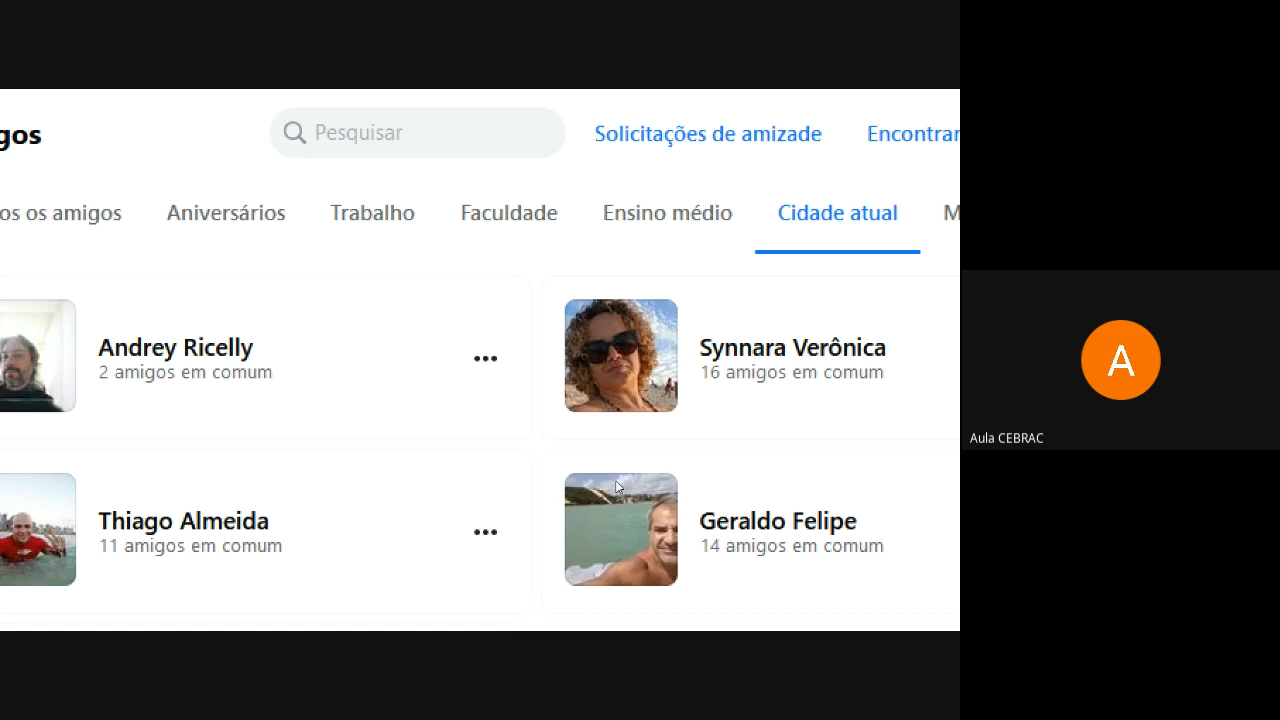 gos
Pesquisar
Solicitações de amizade
Encontrar
os os amigos
Aniversários
Trabalho
Faculdade
Ensino médio
Cidade atual
M
Andrey Ricelly
2 amigos em comum
Synnara Verônica
16 amigos em comum
Thiago Almeida
11 amigos em comum
Geraldo Felipe
14 amigos em comum
A
Aula CEBRAC